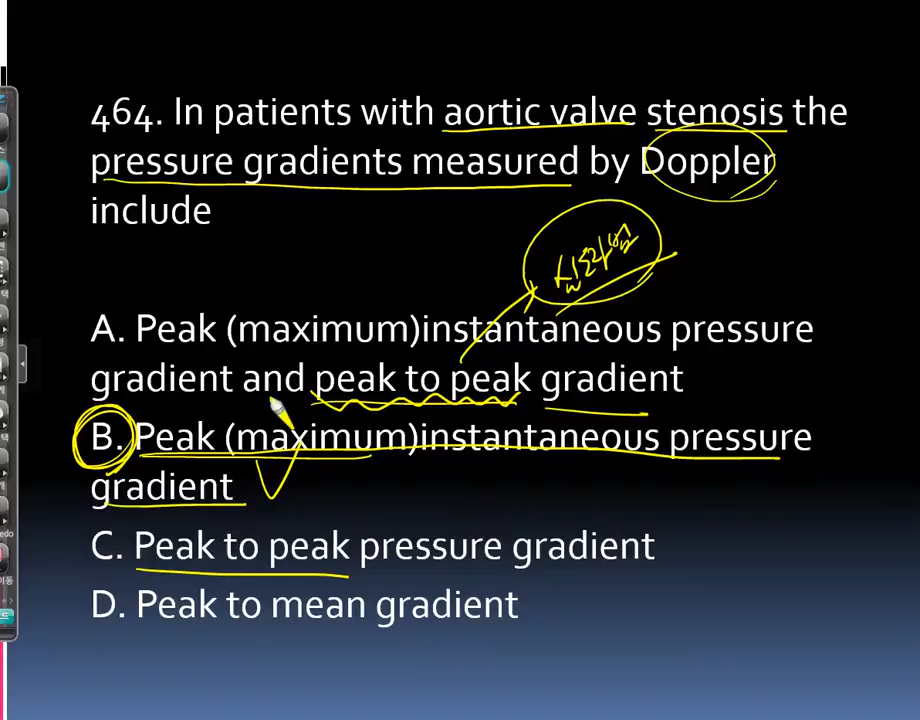 464. In patients with aortic valve stenosis the
pressure gradients measured by Doppler
include
A. Peak (maximum)instantaneous pressure
gradient and peak to peak gradient
B. Peak (maximum)instantaneous pressure
gradient
C. Peak to peak pressure gradient
D. Peak to mean gradient